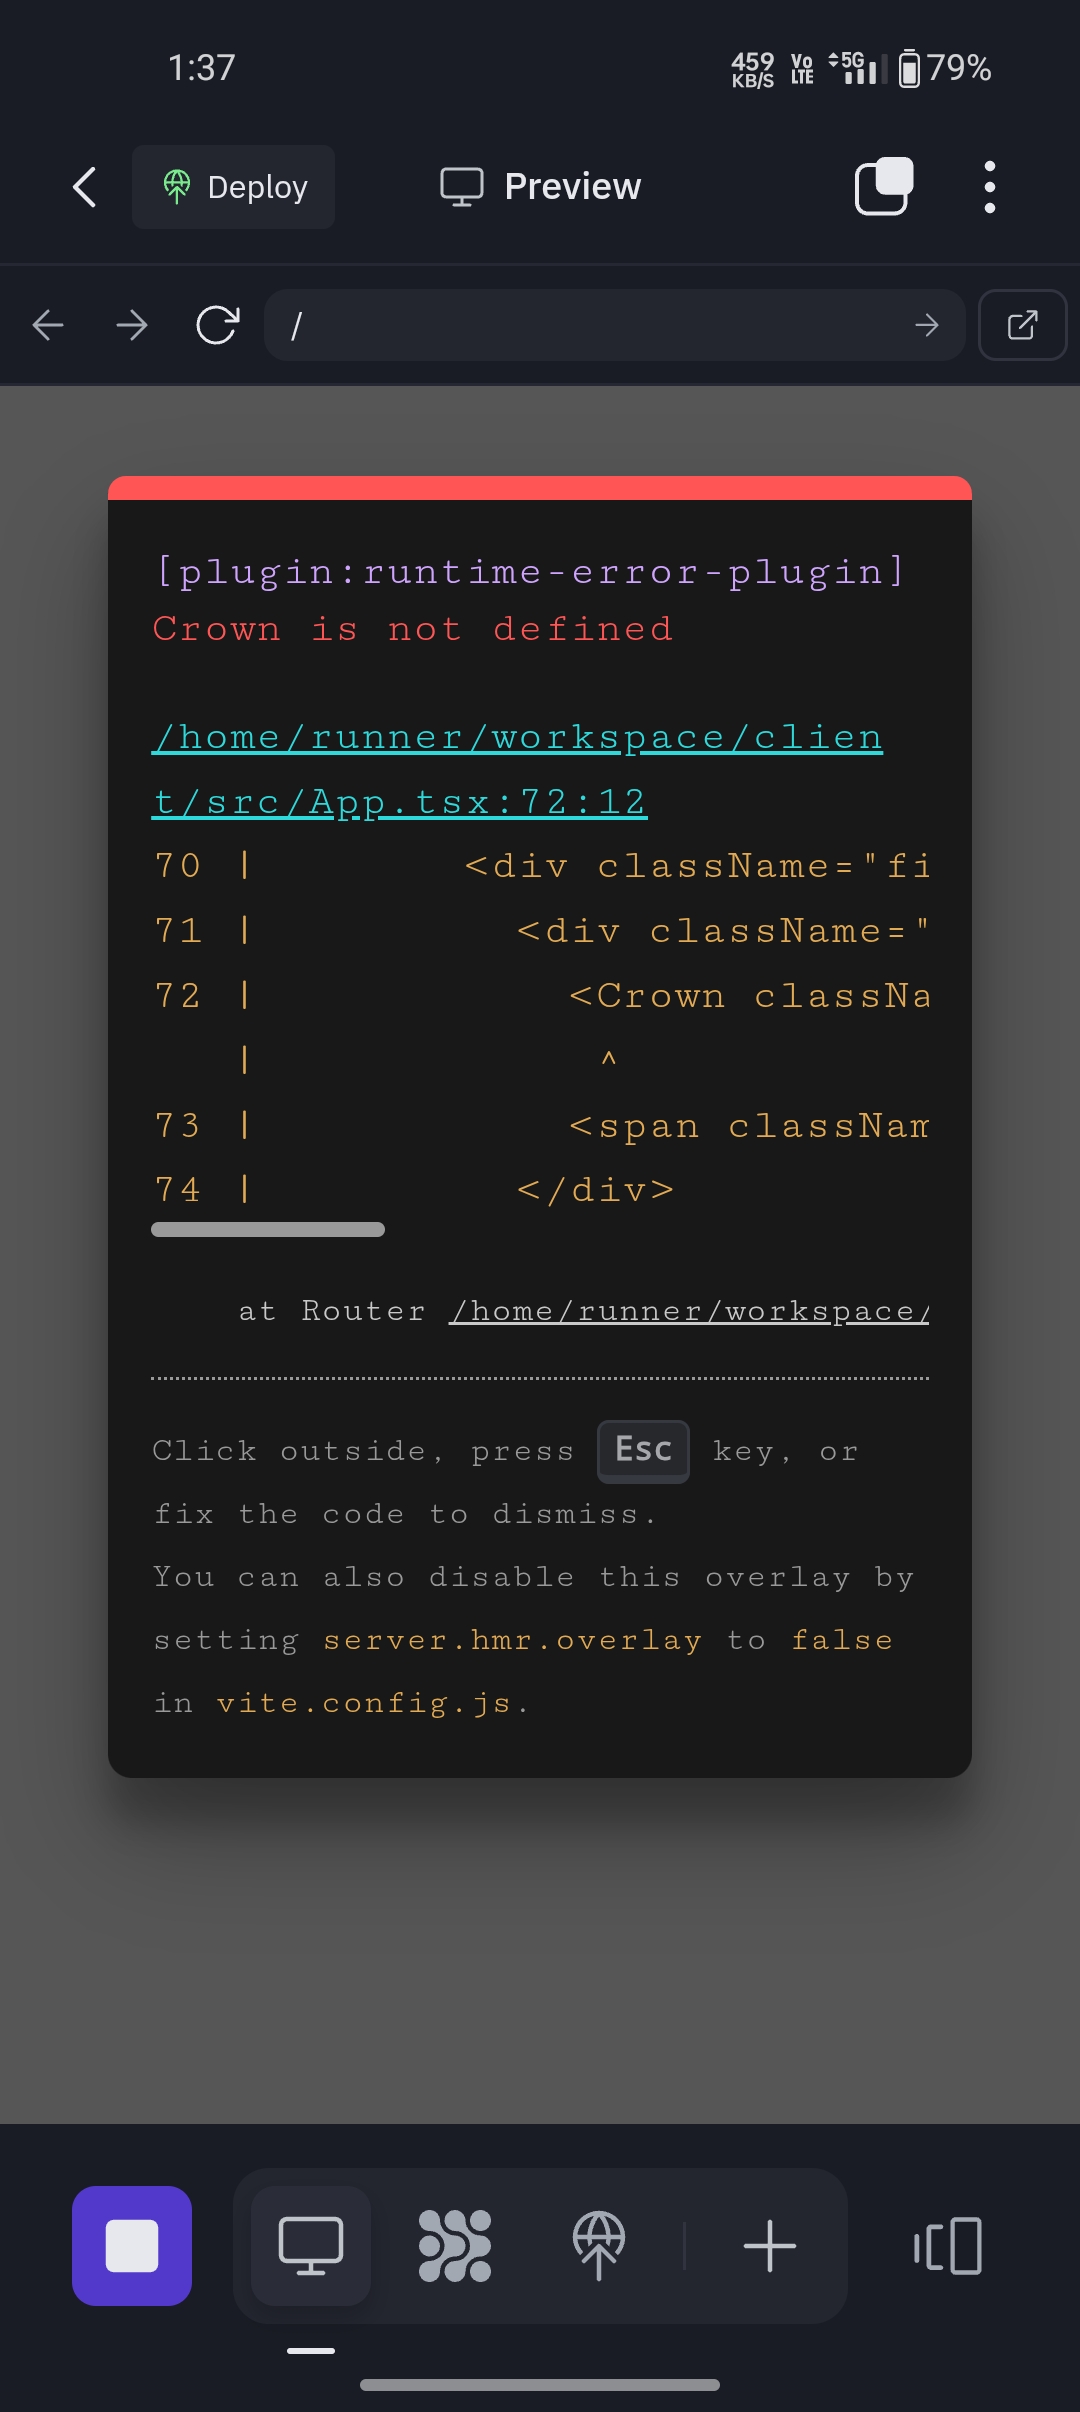 1:37
459 KB/S Vo LTE 5G 79%
Deploy
Preview
/
[plugin:runtime-error-plugin]
Crown is not defined
/home/runner/workspace/clien
t/src/App.tsx:72:12
70 |        <div className="fi
71 |          <div className="
72 |            <Crown classNa
   |             ^
73 |            <span classNam
74 |          </div>
at Router /home/runner/workspace/
Click outside, press Esc key, or
fix the code to dismiss.
You can also disable this overlay by
setting server.hmr.overlay to false
in vite.config.js.